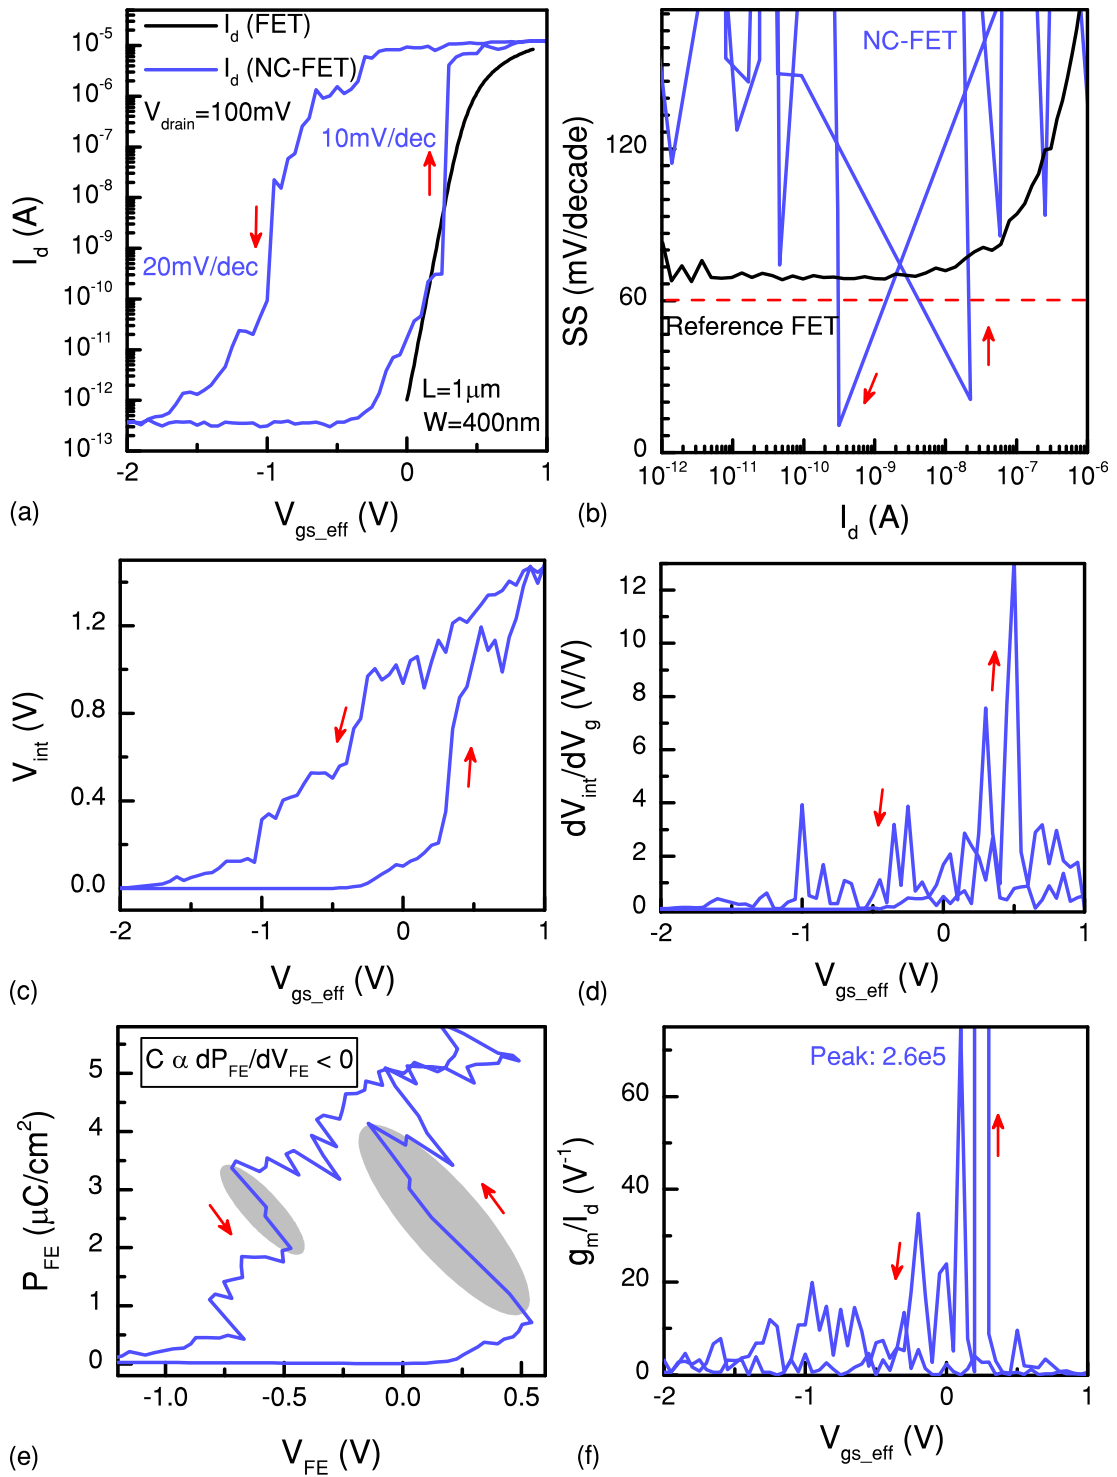 I_d (FET)
I_d (NC-FET)
V_drain=100mV
10mV/dec
20mV/dec
L=1μm
W=400nm
10^-5
10^-6
10^-7
10^-8
10^-9
10^-10
10^-11
10^-12
10^-13
I_d (A)
-2 -1 0 1
V_gs_eff (V)
(a)
NC-FET
Reference FET
120
60
0
SS (mV/decade)
10^-12 10^-11 10^-10 10^-9 10^-8 10^-7 10^-6
I_d (A)
(b)
1.2
0.8
0.4
0.0
V_int (V)
-2 -1 0 1
V_gs_eff (V)
(c)
12
10
8
6
4
2
0
dV_int/dV_g (V/V)
-2 -1 0 1
V_gs_eff (V)
(d)
C α dP_FE/dV_FE < 0
5
4
3
2
1
0
P_FE (μC/cm^2)
-1.0 -0.5 0.0 0.5
V_FE (V)
(e)
Peak: 2.6e5
60
40
20
0
g_m/I_d (V^-1)
-2 -1 0 1
V_gs_eff (V)
(f)